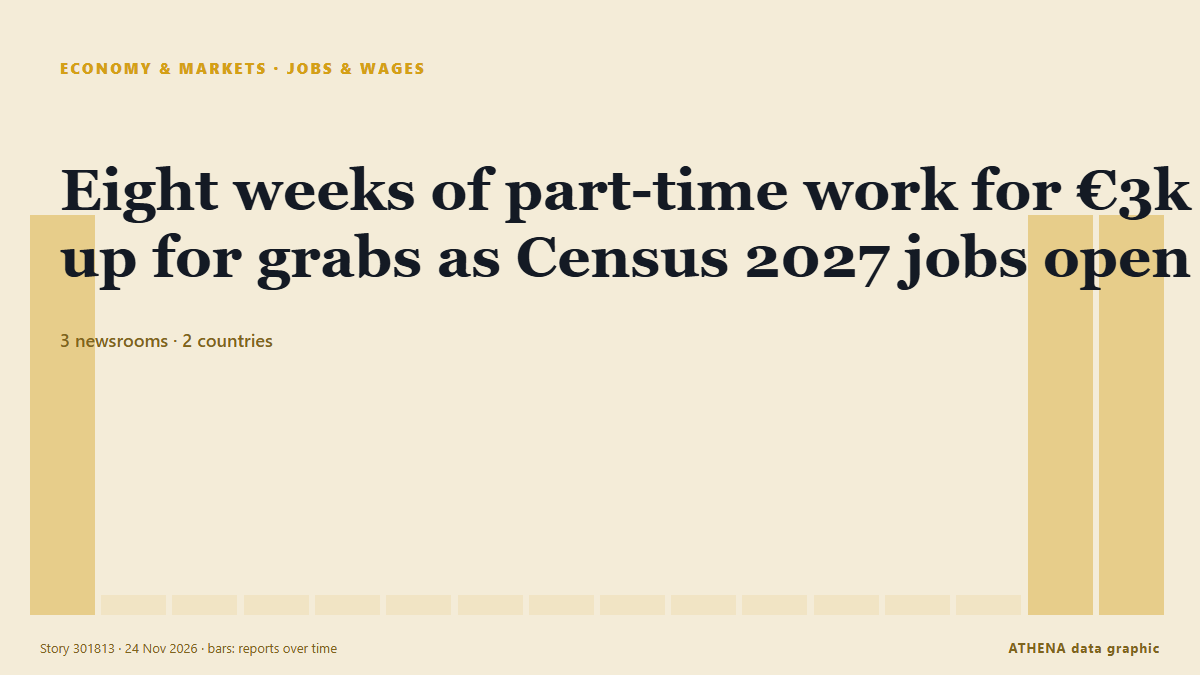 ECONOMY & MARKETS · JOBS & WAGES
Eight weeks of part-time work for €3k
up for grabs as Census 2027 jobs open
3 newsrooms · 2 countries
Story 301813 · 24 Nov 2026 · bars: reports over time
ATHENA data graphic